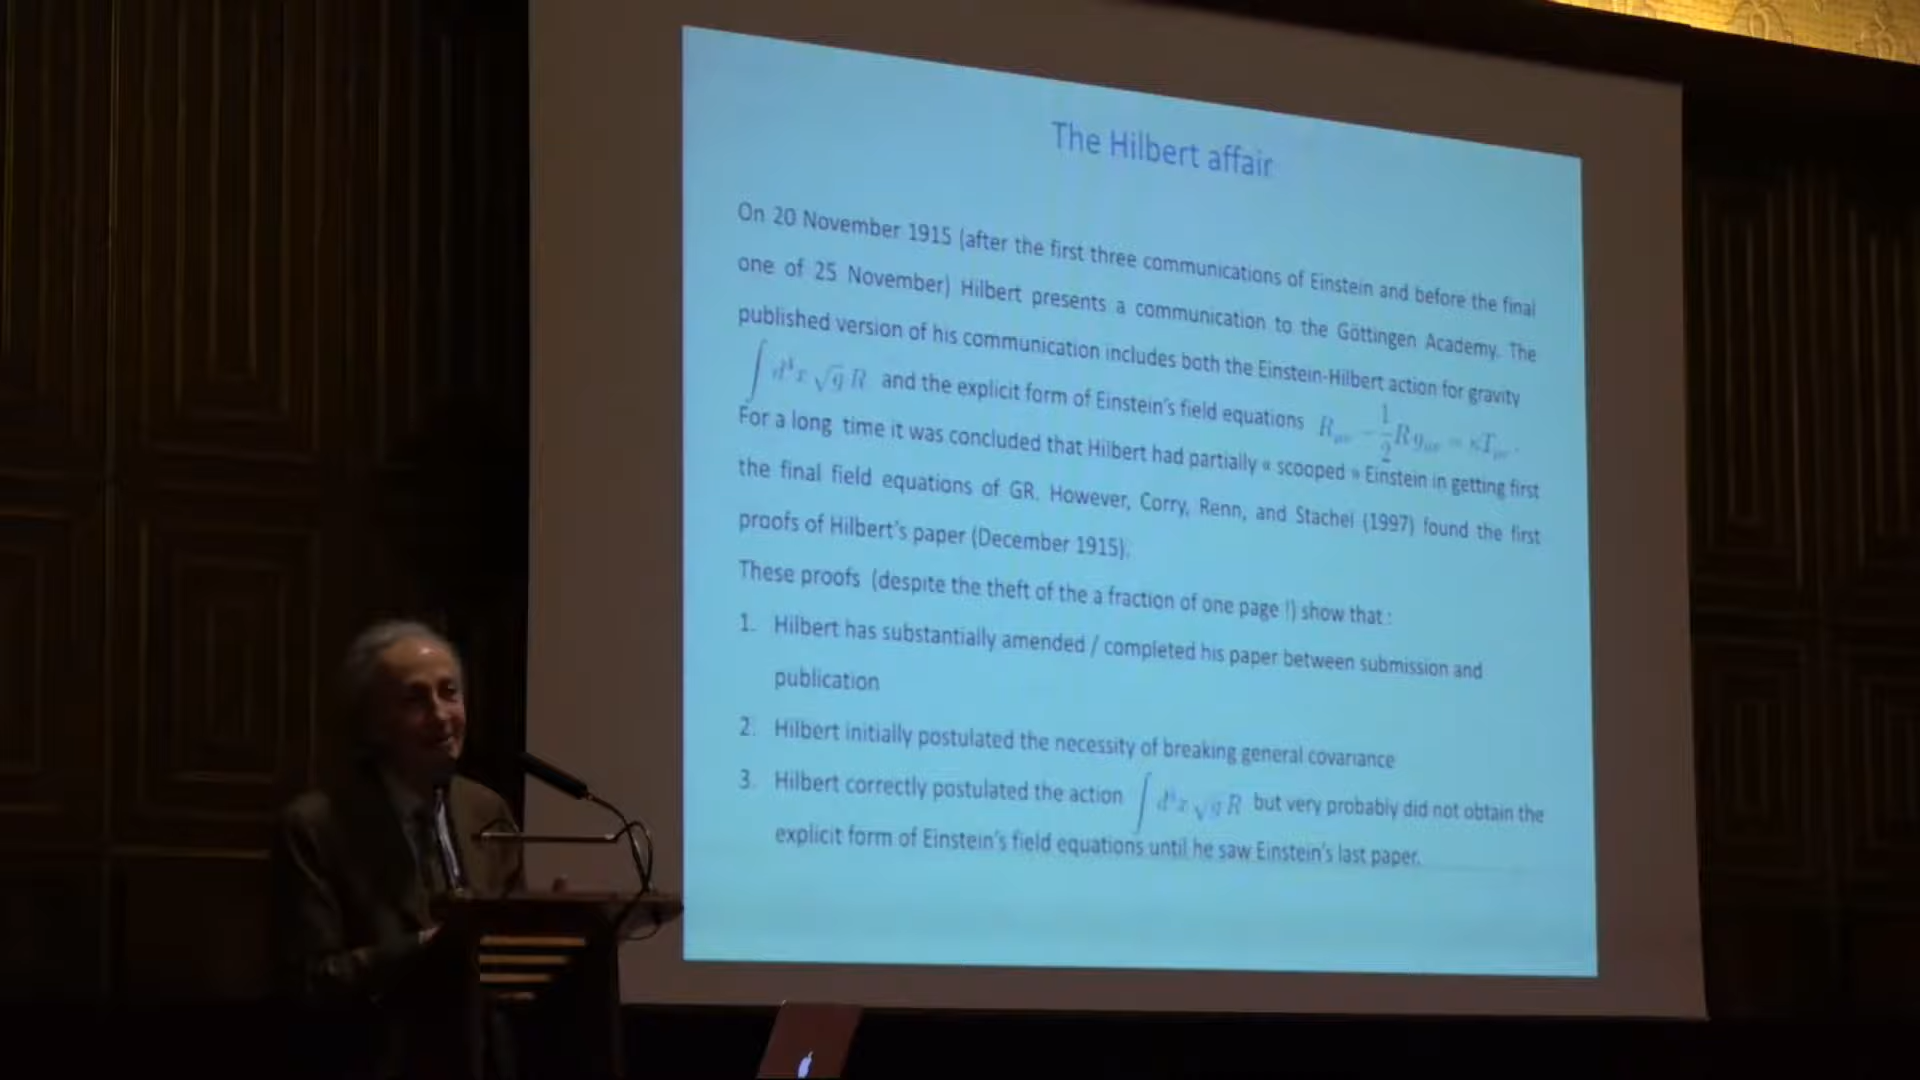 The Hilbert affair
On 20 November 1915 (after the first three communications of Einstein and before the final
one of 25 November) Hilbert presents a communication to the Göttingen Academy. The
published version of his communication includes both the Einstein-Hilbert action for gravity
∫ d⁴x √g R and the explicit form of Einstein's field equations R_μν − 1/2 R g_μν = κT_μν.
For a long time it was concluded that Hilbert had partially « scooped » Einstein in getting first
the final field equations of GR. However, Corry, Renn, and Stachel (1997) found the first
proofs of Hilbert's paper (December 1915).
These proofs (despite the theft of the a fraction of one page !) show that :
1. Hilbert has substantially amended / completed his paper between submission and
publication
2. Hilbert initially postulated the necessity of breaking general covariance
3. Hilbert correctly postulated the action ∫ d⁴x √g R but very probably did not obtain the
explicit form of Einstein's field equations until he saw Einstein's last paper.